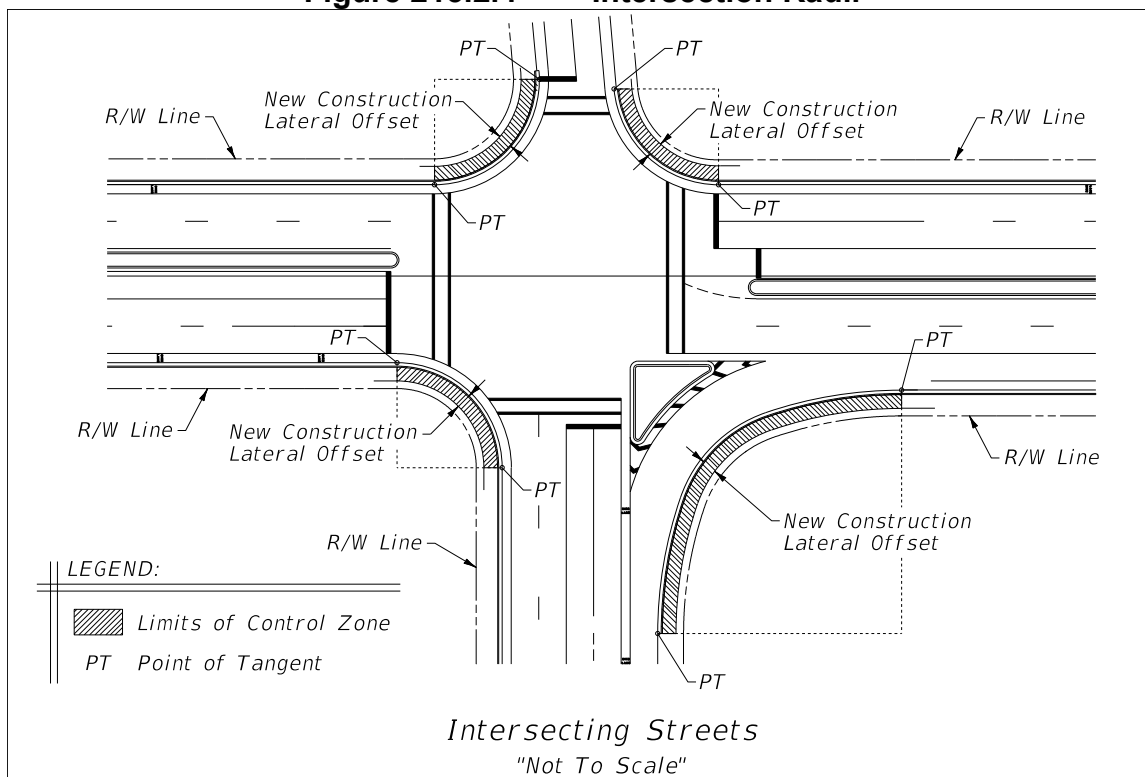 PT
PT
New Construction
Lateral Offset
New Construction
Lateral Offset
R/W Line
R/W Line
PT
PT
PT
PT
R/W Line
New Construction
Lateral Offset
R/W Line
PT
New Construction
Lateral Offset
R/W Line
LEGEND:
Limits of Control Zone
PT Point of Tangent
PT
Intersecting Streets
"Not To Scale"